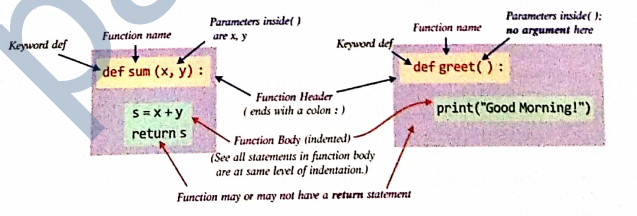 Keyword def
Function name
Parameters inside( )
are x, y
def sum (x, y) :
s = x + y
return s
Function Header
( ends with a colon : )
Function Body (indented)
(See all statements in function body
are at same level of indentation.)
Function may or may not have a return statement
Keyword def
Function name
Parameters inside( );
no argument here
def greet( ) :
print("Good Morning!")